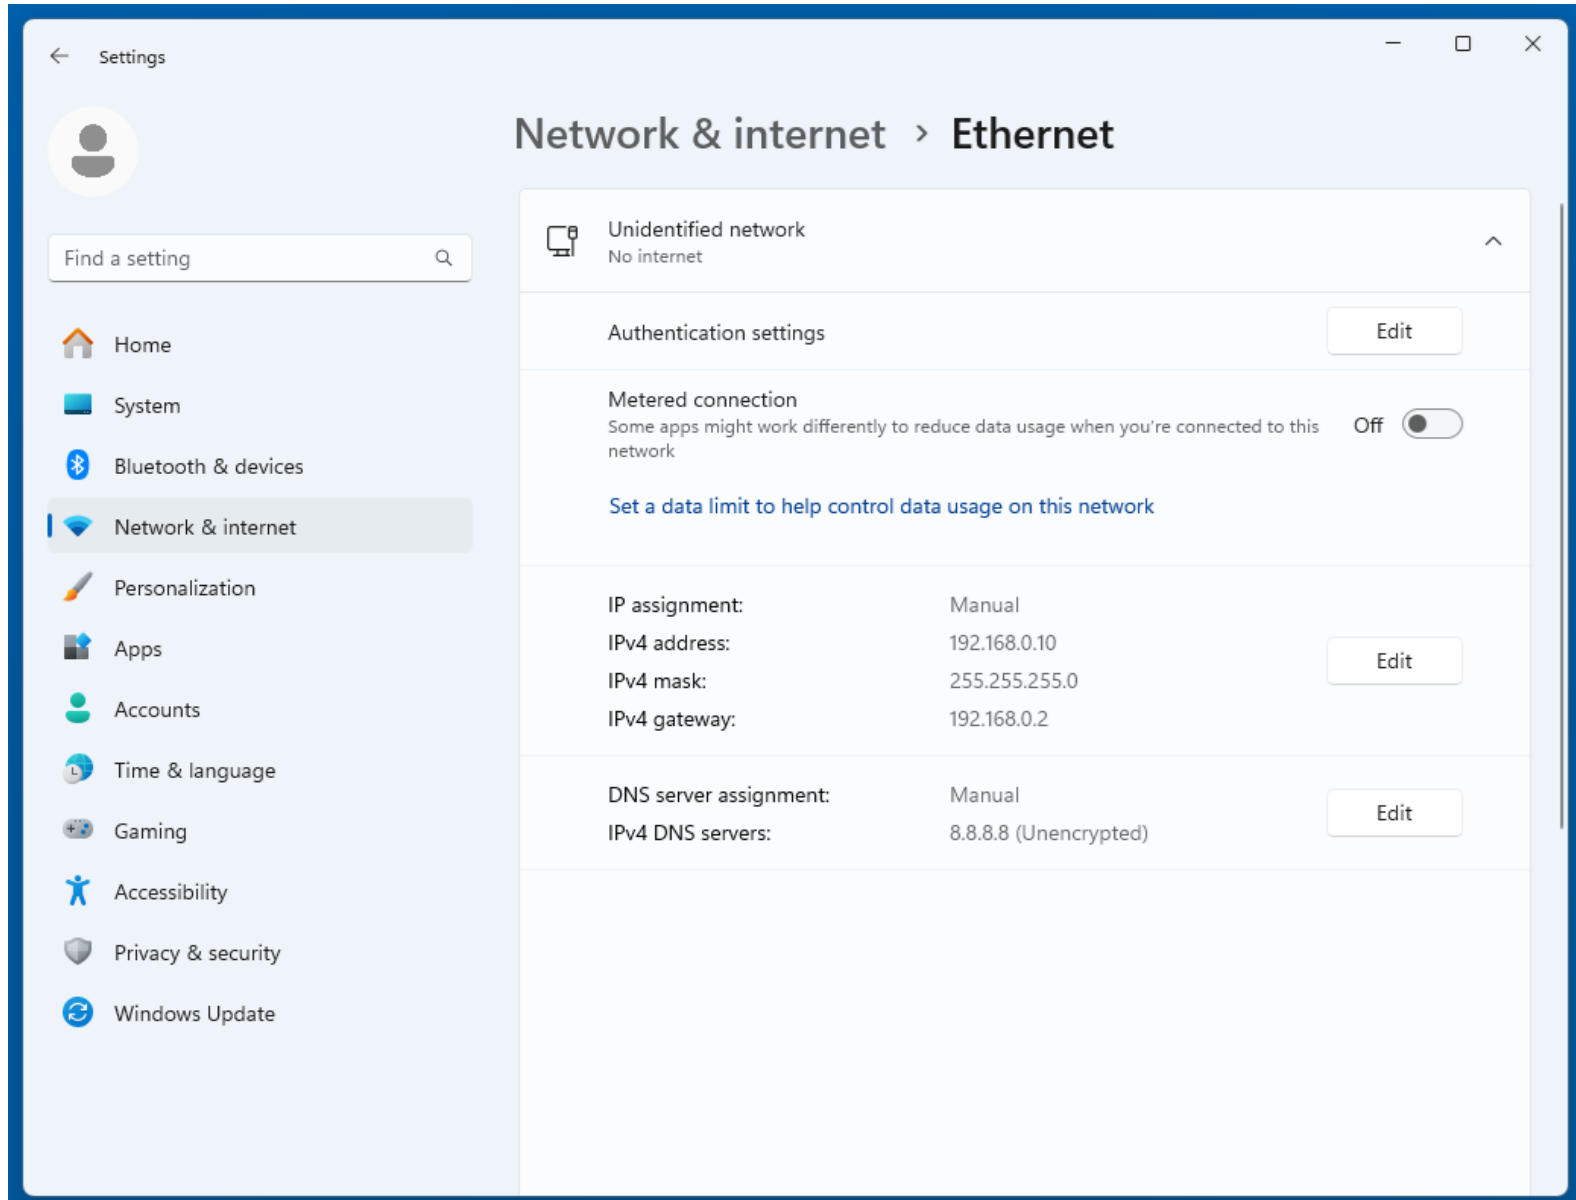 Settings
Find a setting
Home
System
Bluetooth & devices
Network & internet
Personalization
Apps
Accounts
Time & language
Gaming
Accessibility
Privacy & security
Windows Update
Network & internet › Ethernet
Unidentified network
No internet
Authentication settings
Edit
Metered connection
Some apps might work differently to reduce data usage when you're connected to this
network
Off
Set a data limit to help control data usage on this network
IP assignment: Manual
IPv4 address: 192.168.0.10
IPv4 mask: 255.255.255.0
IPv4 gateway: 192.168.0.2
Edit
DNS server assignment: Manual
IPv4 DNS servers: 8.8.8.8 (Unencrypted)
Edit